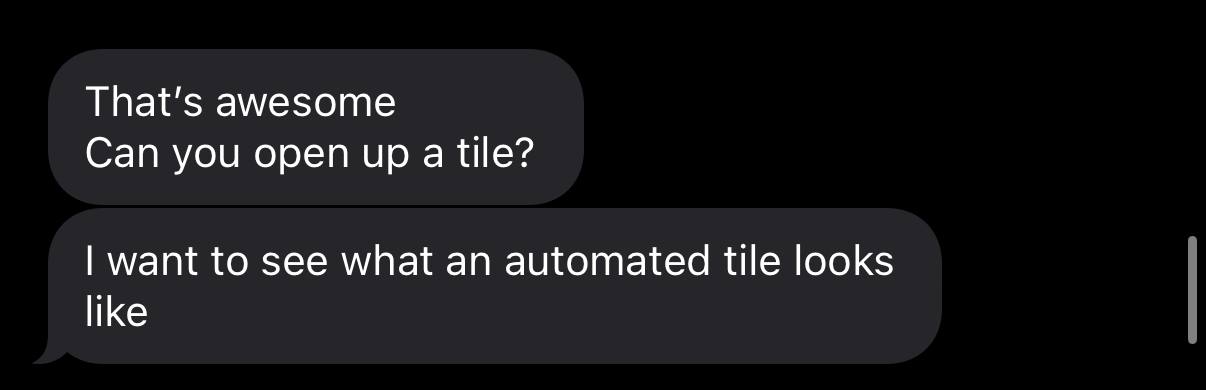 That’s awesome
Can you open up a tile?
I want to see what an automated tile looks
like